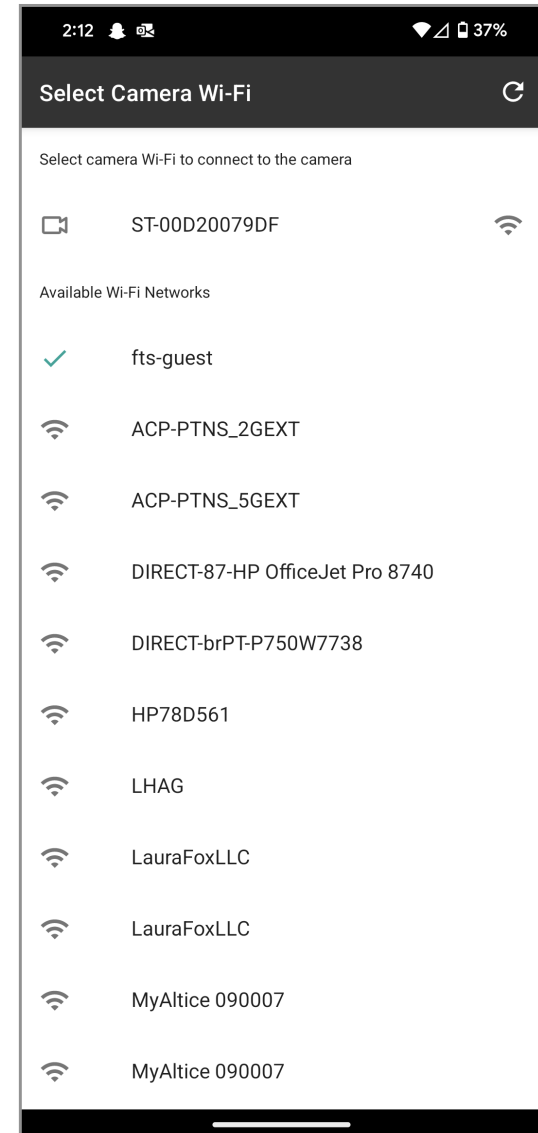 2:12 37%
Select Camera Wi-Fi
Select camera Wi-Fi to connect to the camera
ST-00D20079DF
Available Wi-Fi Networks
fts-guest
ACP-PTNS_2GEXT
ACP-PTNS_5GEXT
DIRECT-87-HP OfficeJet Pro 8740
DIRECT-brPT-P750W7738
HP78D561
LHAG
LauraFoxLLC
LauraFoxLLC
MyAltice 090007
MyAltice 090007